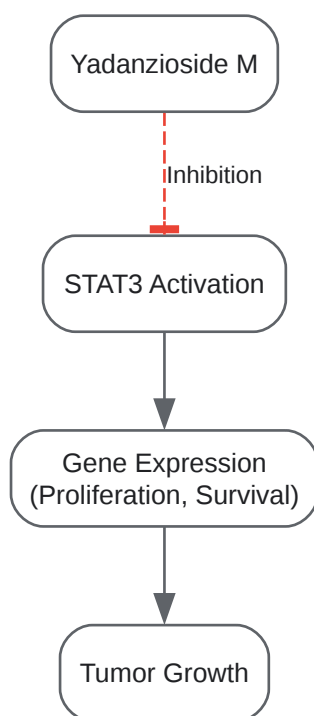 Yadanzioside M
Inhibition
STAT3 Activation
Gene Expression
(Proliferation, Survival)
Tumor Growth